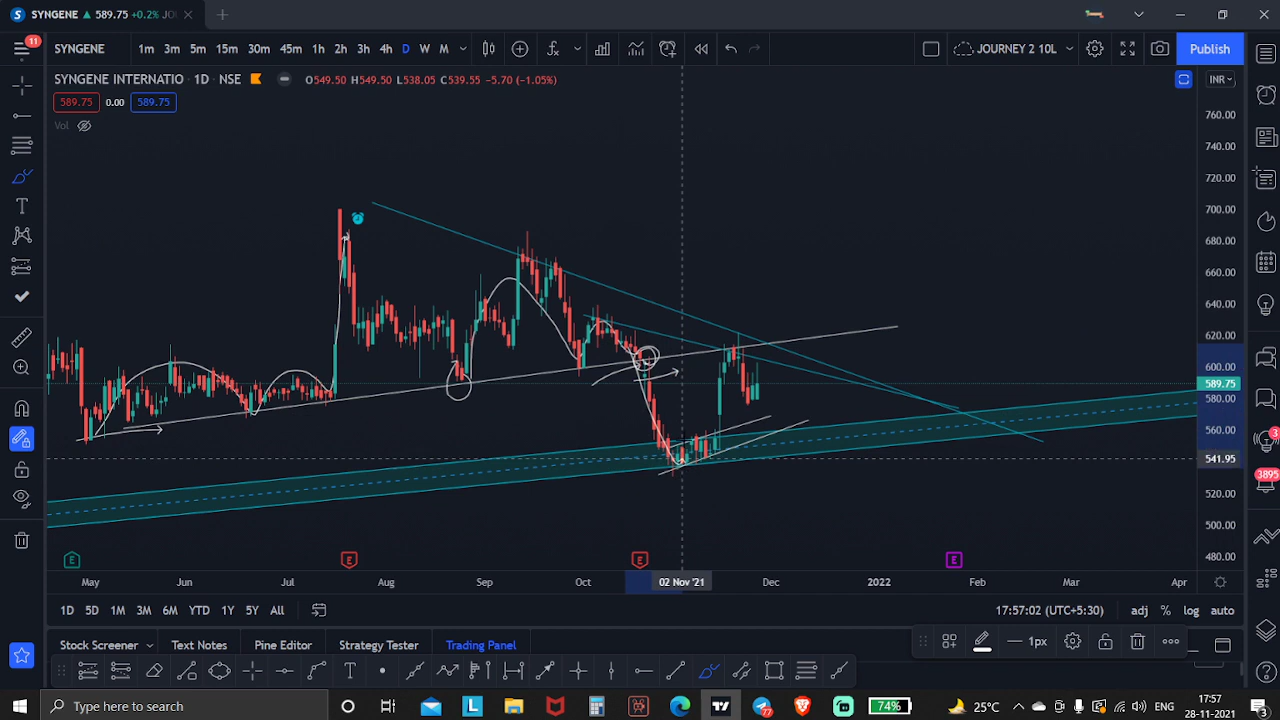 SYNGENE ▲ 589.75 +0.2%
11 SYNGENE 1m 3m 5m 15m 30m 45m 1h 2h 3h 4h D W M JOURNEY 2 10L Publish
SYNGENE INTERNATIO · 1D · NSE O549.50 H549.50 L538.05 C539.55 −5.70 (−1.05%) INR
589.75 0.00 589.75
Vol
760.00
740.00
720.00
700.00
680.00
660.00
640.00
620.00
600.00
589.75
580.00
560.00
541.95
520.00
500.00
480.00
3
3895
E E E E
May Jun Jul Aug Sep Oct 02 Nov '21 Dec 2022 Feb Mar Apr
1D 5D 1M 3M 6M YTD 1Y 5Y All 17:57:02 (UTC+5:30) adj % log auto
Stock Screener Text Notes Pine Editor Strategy Tester Trading Panel 1px
Type here to search 77 74% 25°C ENG 17:57
28-11-2021 3